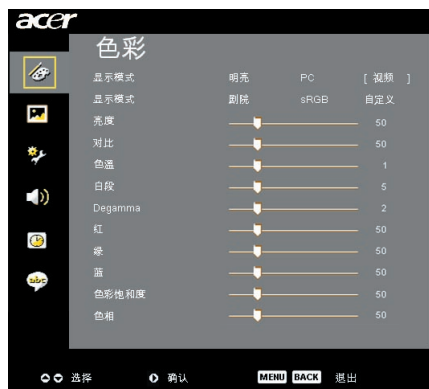 acer
色彩
显示模式 明亮 PC [ 视频 ]
显示模式 剧院 sRGB 自定义
亮度 50
对比 50
色温 1
白段 5
Degamma 2
红 50
绿 50
蓝 50
色彩饱和度 50
色相 50
abc
选择 确认 MENU BACK 退出